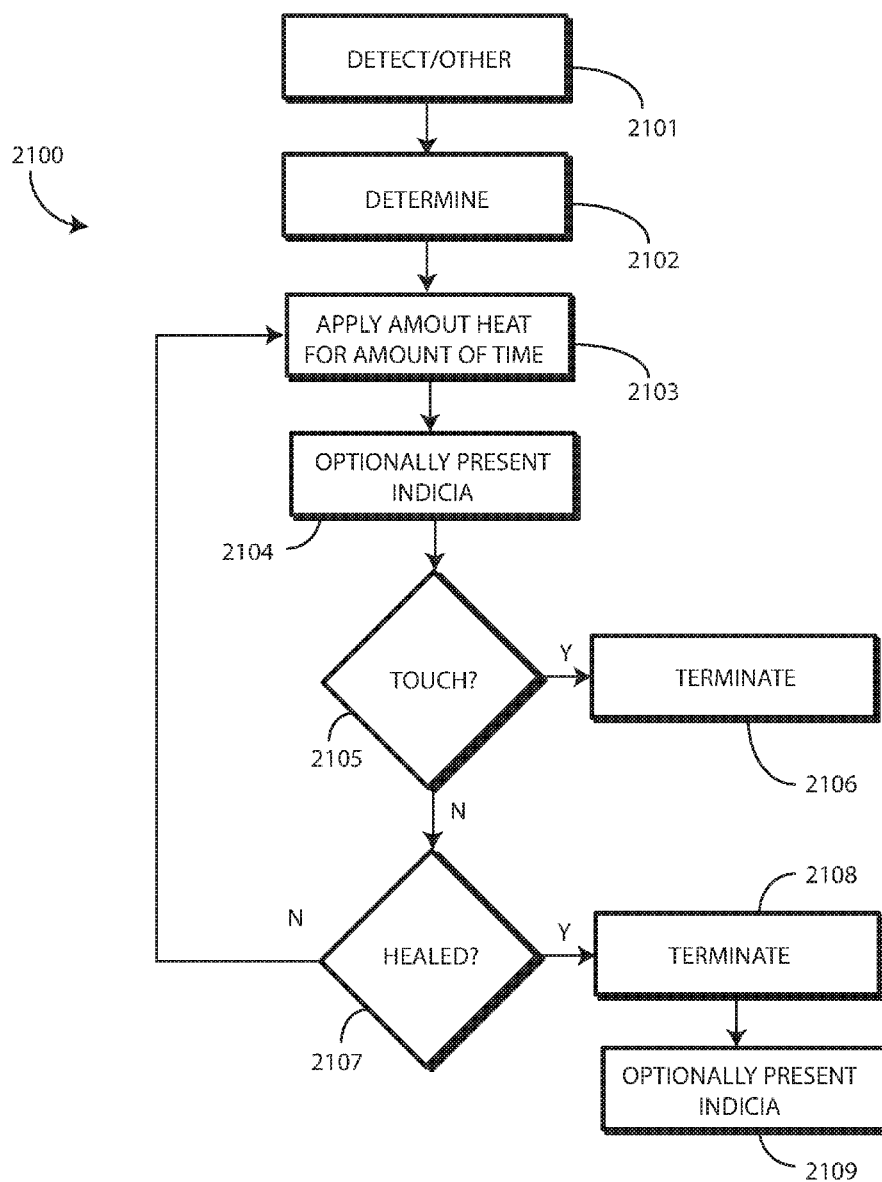 DETECT/OTHER
2101
2100
DETERMINE
2102
APPLY AMOUT HEAT
FOR AMOUNT OF TIME
2103
OPTIONALLY PRESENT
INDICIA
2104
TOUCH?
Y
TERMINATE
2105
2106
N
2108
N
HEALED?
Y
TERMINATE
2107
OPTIONALLY PRESENT
INDICIA
2109